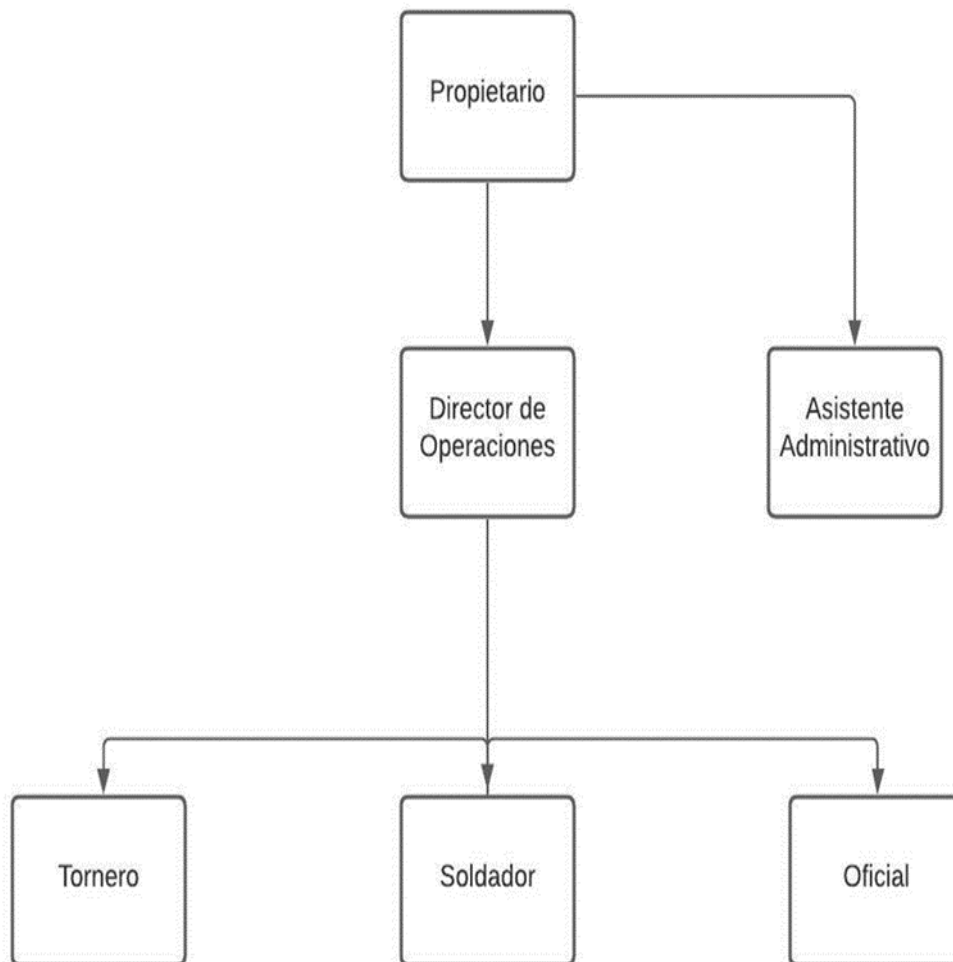 Propietario
Director de
Operaciones
Asistente
Administrativo
Tornero
Soldador
Oficial